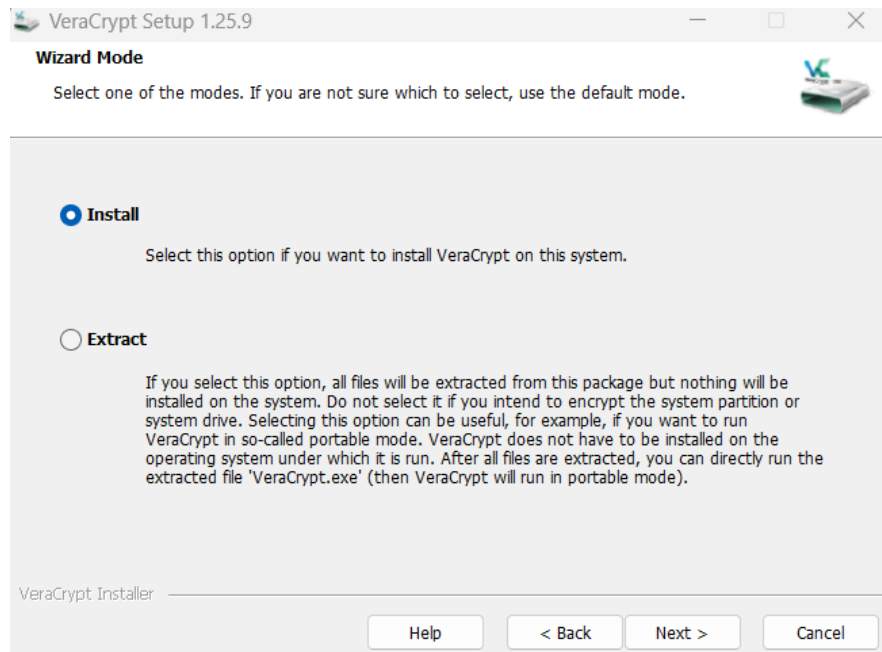 VeraCrypt Setup 1.25.9
Wizard Mode
Select one of the modes. If you are not sure which to select, use the default mode.
VC
Install
Select this option if you want to install VeraCrypt on this system.
Extract
If you select this option, all files will be extracted from this package but nothing will be
installed on the system. Do not select it if you intend to encrypt the system partition or
system drive. Selecting this option can be useful, for example, if you want to run
VeraCrypt in so-called portable mode. VeraCrypt does not have to be installed on the
operating system under which it is run. After all files are extracted, you can directly run the
extracted file 'VeraCrypt.exe' (then VeraCrypt will run in portable mode).
VeraCrypt Installer
Help
< Back
Next >
Cancel